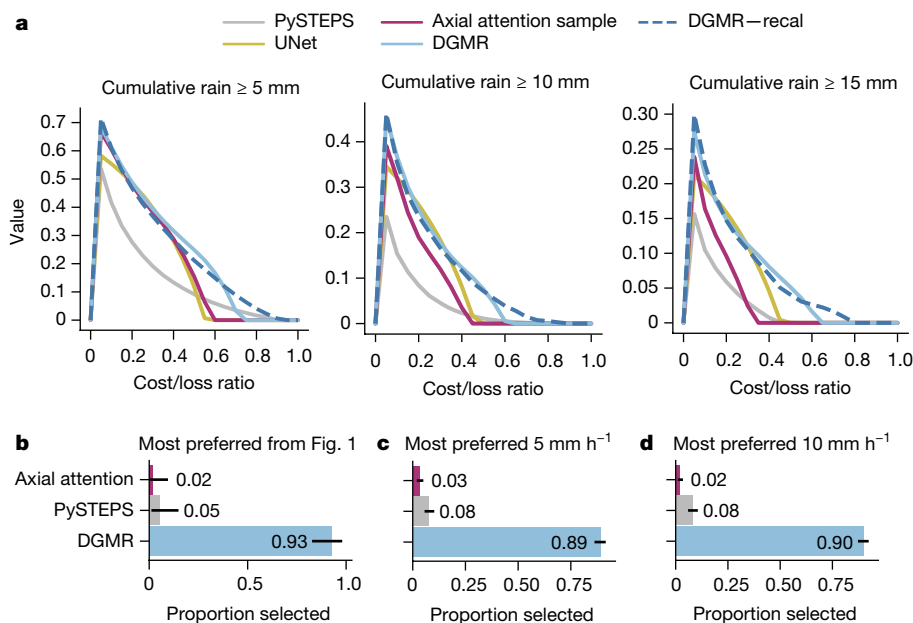 a
PySTEPS Axial attention sample DGMR—recal
UNet DGMR
Cumulative rain ≥ 5 mm
Cumulative rain ≥ 10 mm
Cumulative rain ≥ 15 mm
Value
0.7
0.6
0.5
0.4
0.3
0.2
0.1
0
0 0.2 0.4 0.6 0.8 1.0
Cost/loss ratio
0.4
0.3
0.2
0.1
0
0 0.2 0.4 0.6 0.8 1.0
Cost/loss ratio
0.30
0.25
0.20
0.15
0.10
0.05
0
0 0.2 0.4 0.6 0.8 1.0
Cost/loss ratio
b Most preferred from Fig. 1
Axial attention 0.02
PySTEPS 0.05
DGMR 0.93
0 0.5 1.0
Proportion selected
c Most preferred 5 mm h⁻¹
0.03
0.08
0.89
0 0.25 0.50 0.75
Proportion selected
d Most preferred 10 mm h⁻¹
0.02
0.08
0.90
0 0.25 0.50 0.75
Proportion selected